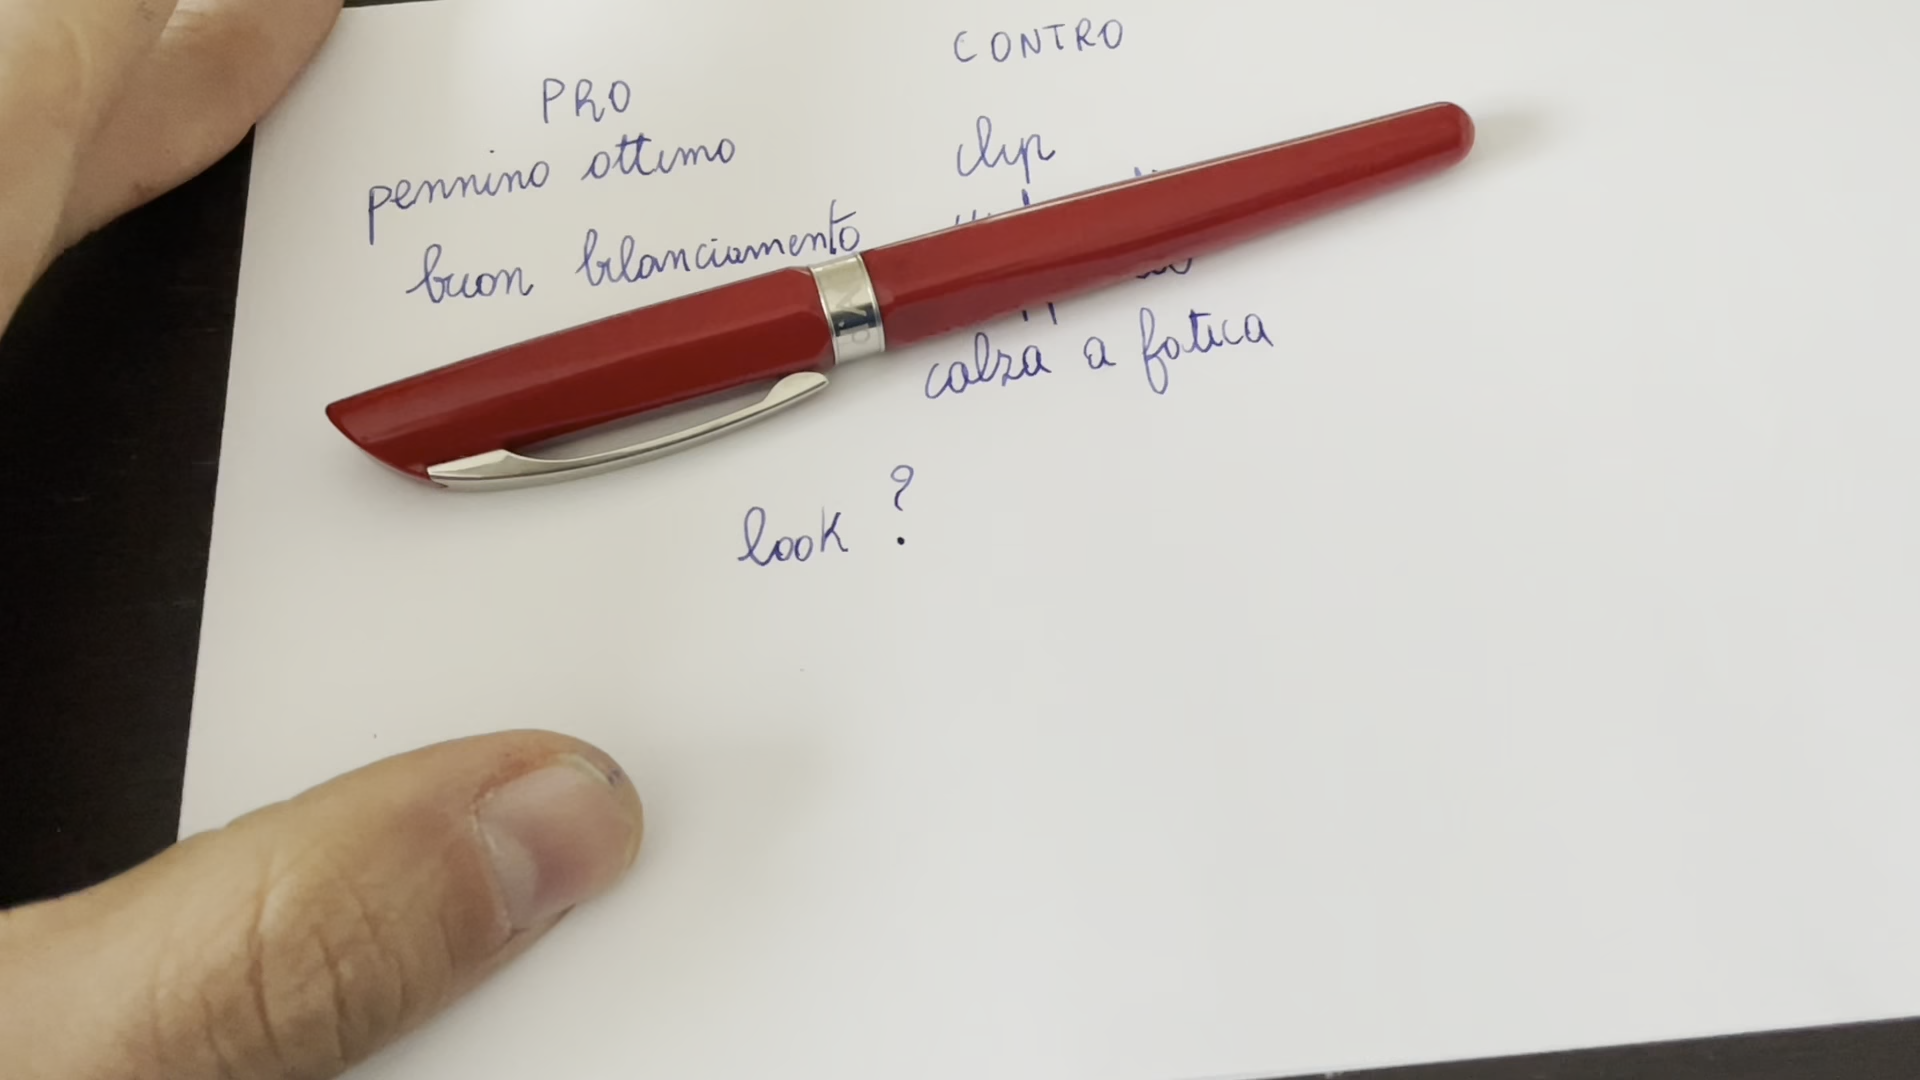 PRO
pennino ottimo
buon bilanciamento
CONTRO
clip
calza a fatica
look ?